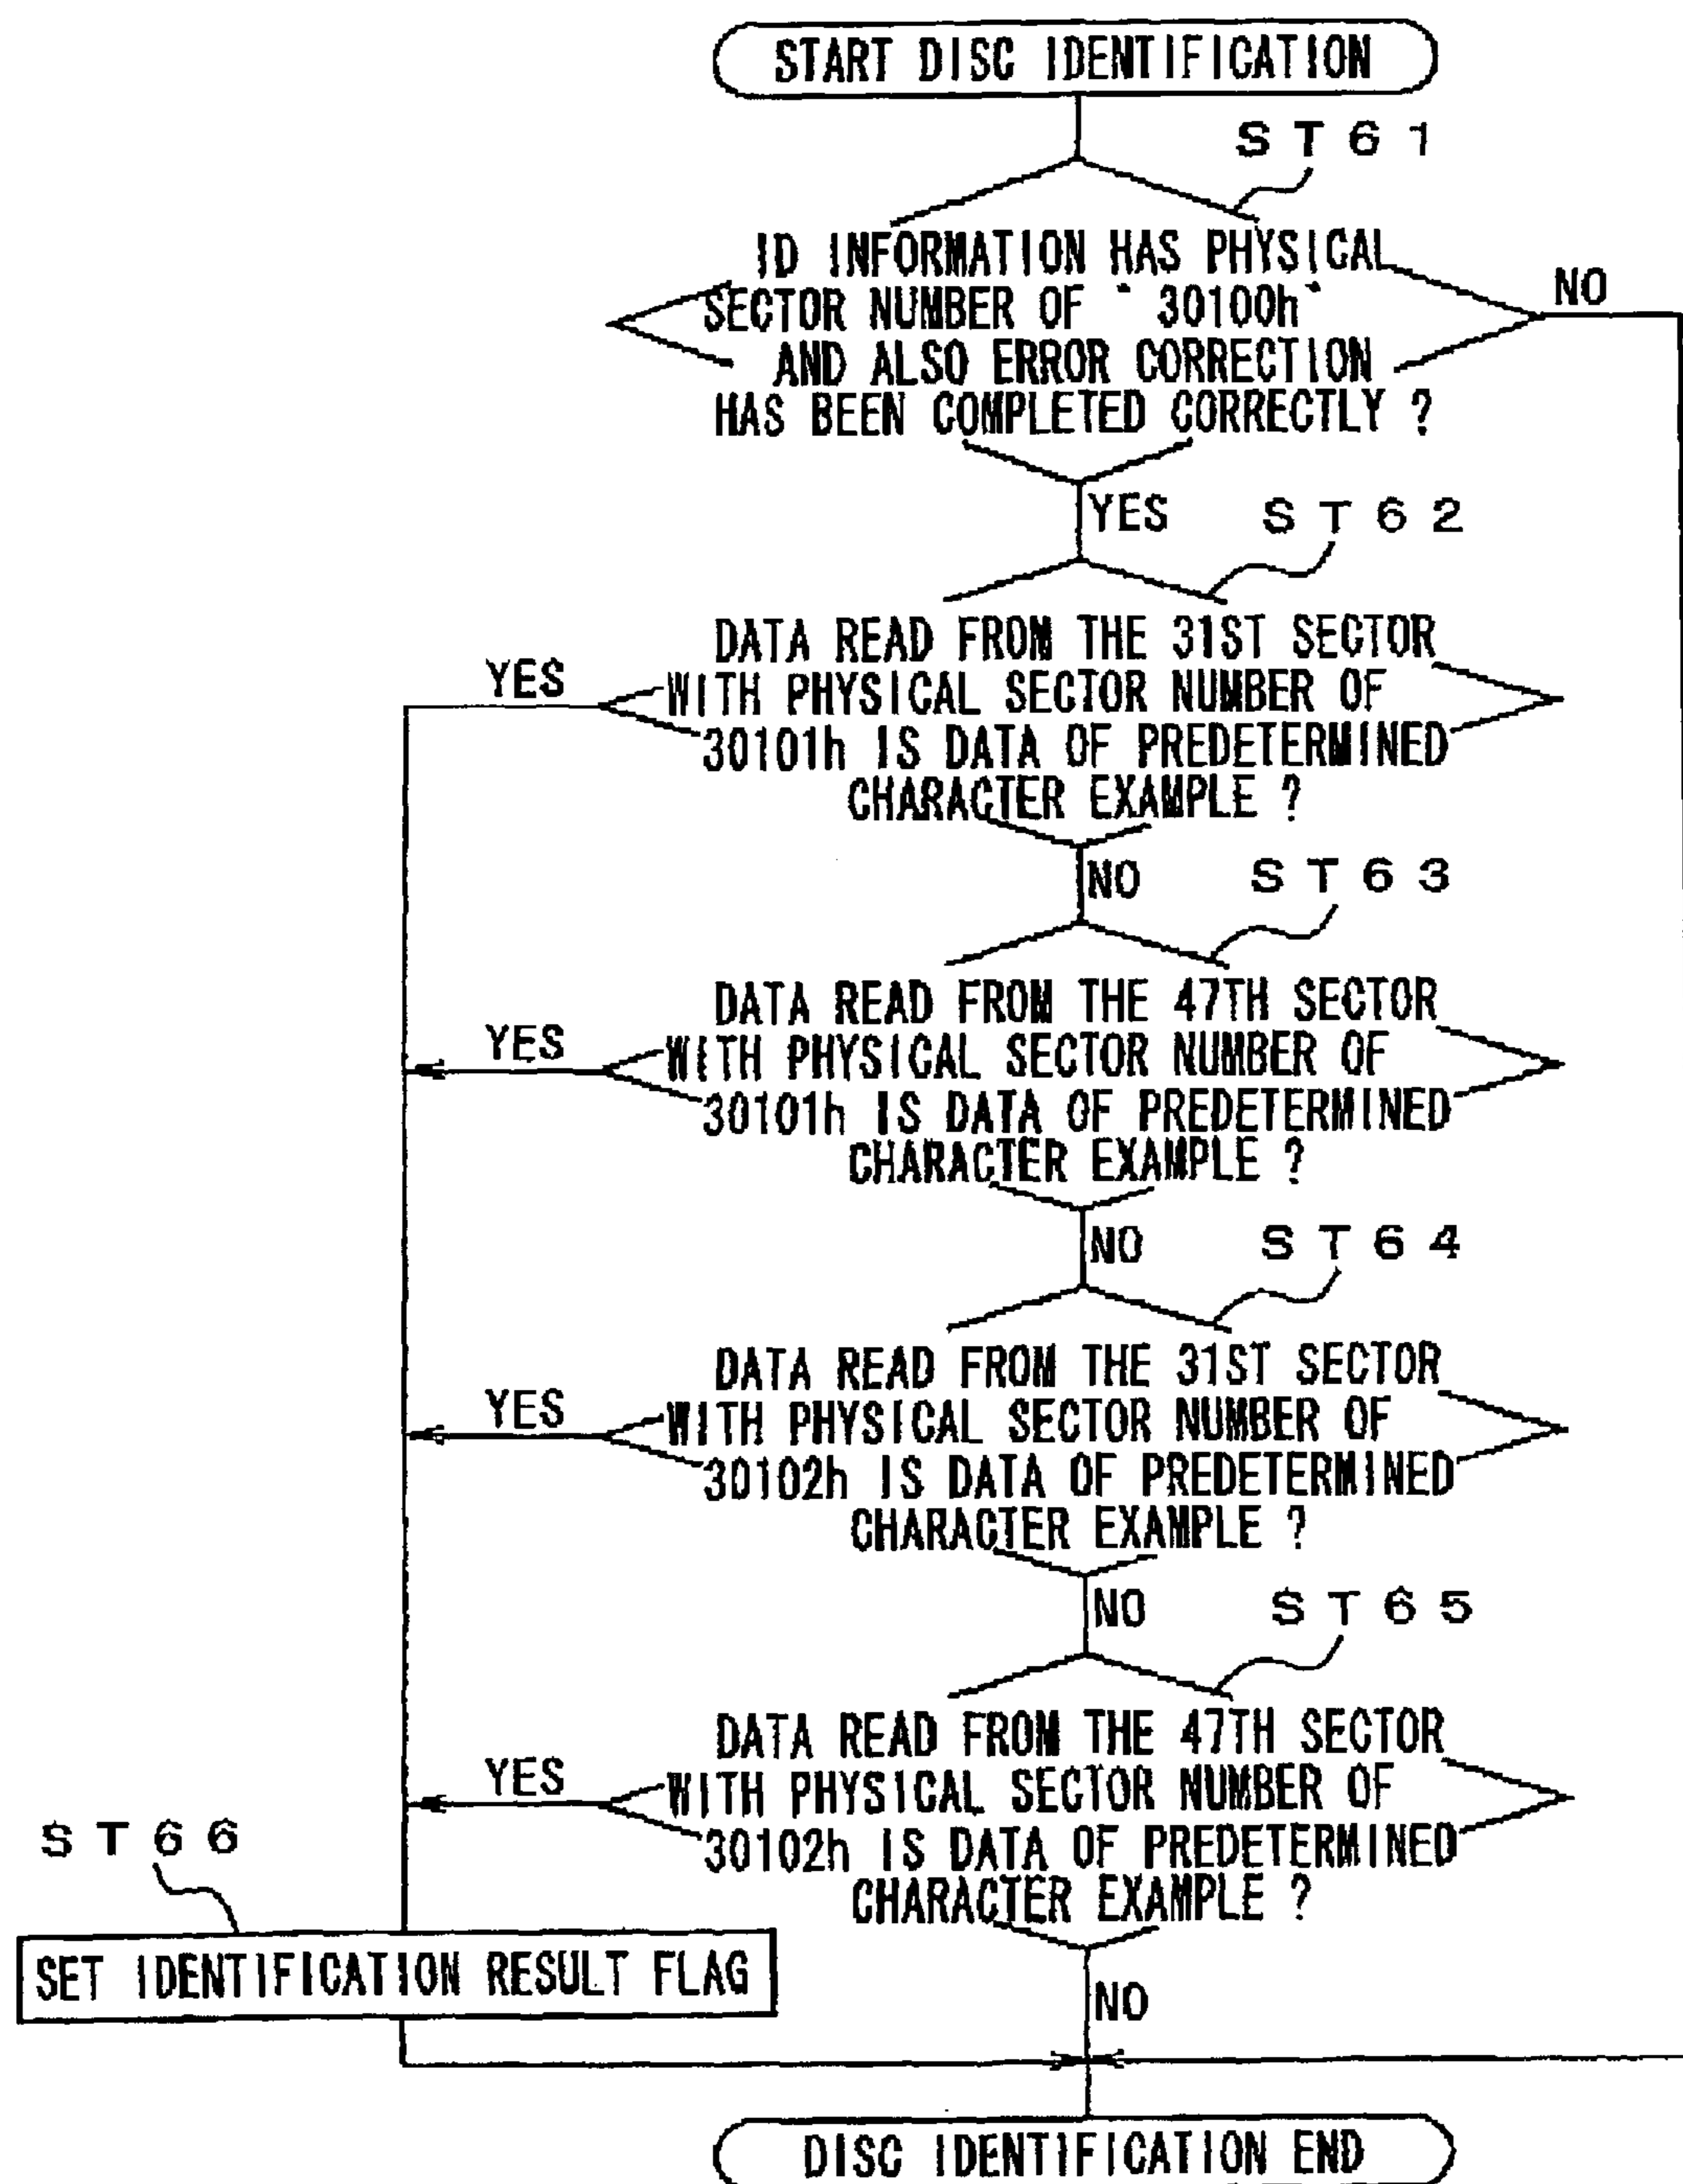 START DISC IDENTIFICATION
ST61
ID INFORMATION HAS PHYSICAL
SECTOR NUMBER OF " 30100h"
AND ALSO ERROR CORRECTION
HAS BEEN COMPLETED CORRECTLY ?
NO
YES
ST62
DATA READ FROM THE 31ST SECTOR
WITH PHYSICAL SECTOR NUMBER OF
30101h IS DATA OF PREDETERMINED
CHARACTER EXAMPLE ?
YES
NO
ST63
DATA READ FROM THE 47TH SECTOR
WITH PHYSICAL SECTOR NUMBER OF
30101h IS DATA OF PREDETERMINED
CHARACTER EXAMPLE ?
YES
NO
ST64
DATA READ FROM THE 31ST SECTOR
WITH PHYSICAL SECTOR NUMBER OF
30102h IS DATA OF PREDETERMINED
CHARACTER EXAMPLE ?
YES
NO
ST65
DATA READ FROM THE 47TH SECTOR
WITH PHYSICAL SECTOR NUMBER OF
30102h IS DATA OF PREDETERMINED
CHARACTER EXAMPLE ?
YES
ST66
SET IDENTIFICATION RESULT FLAG
NO
DISC IDENTIFICATION END